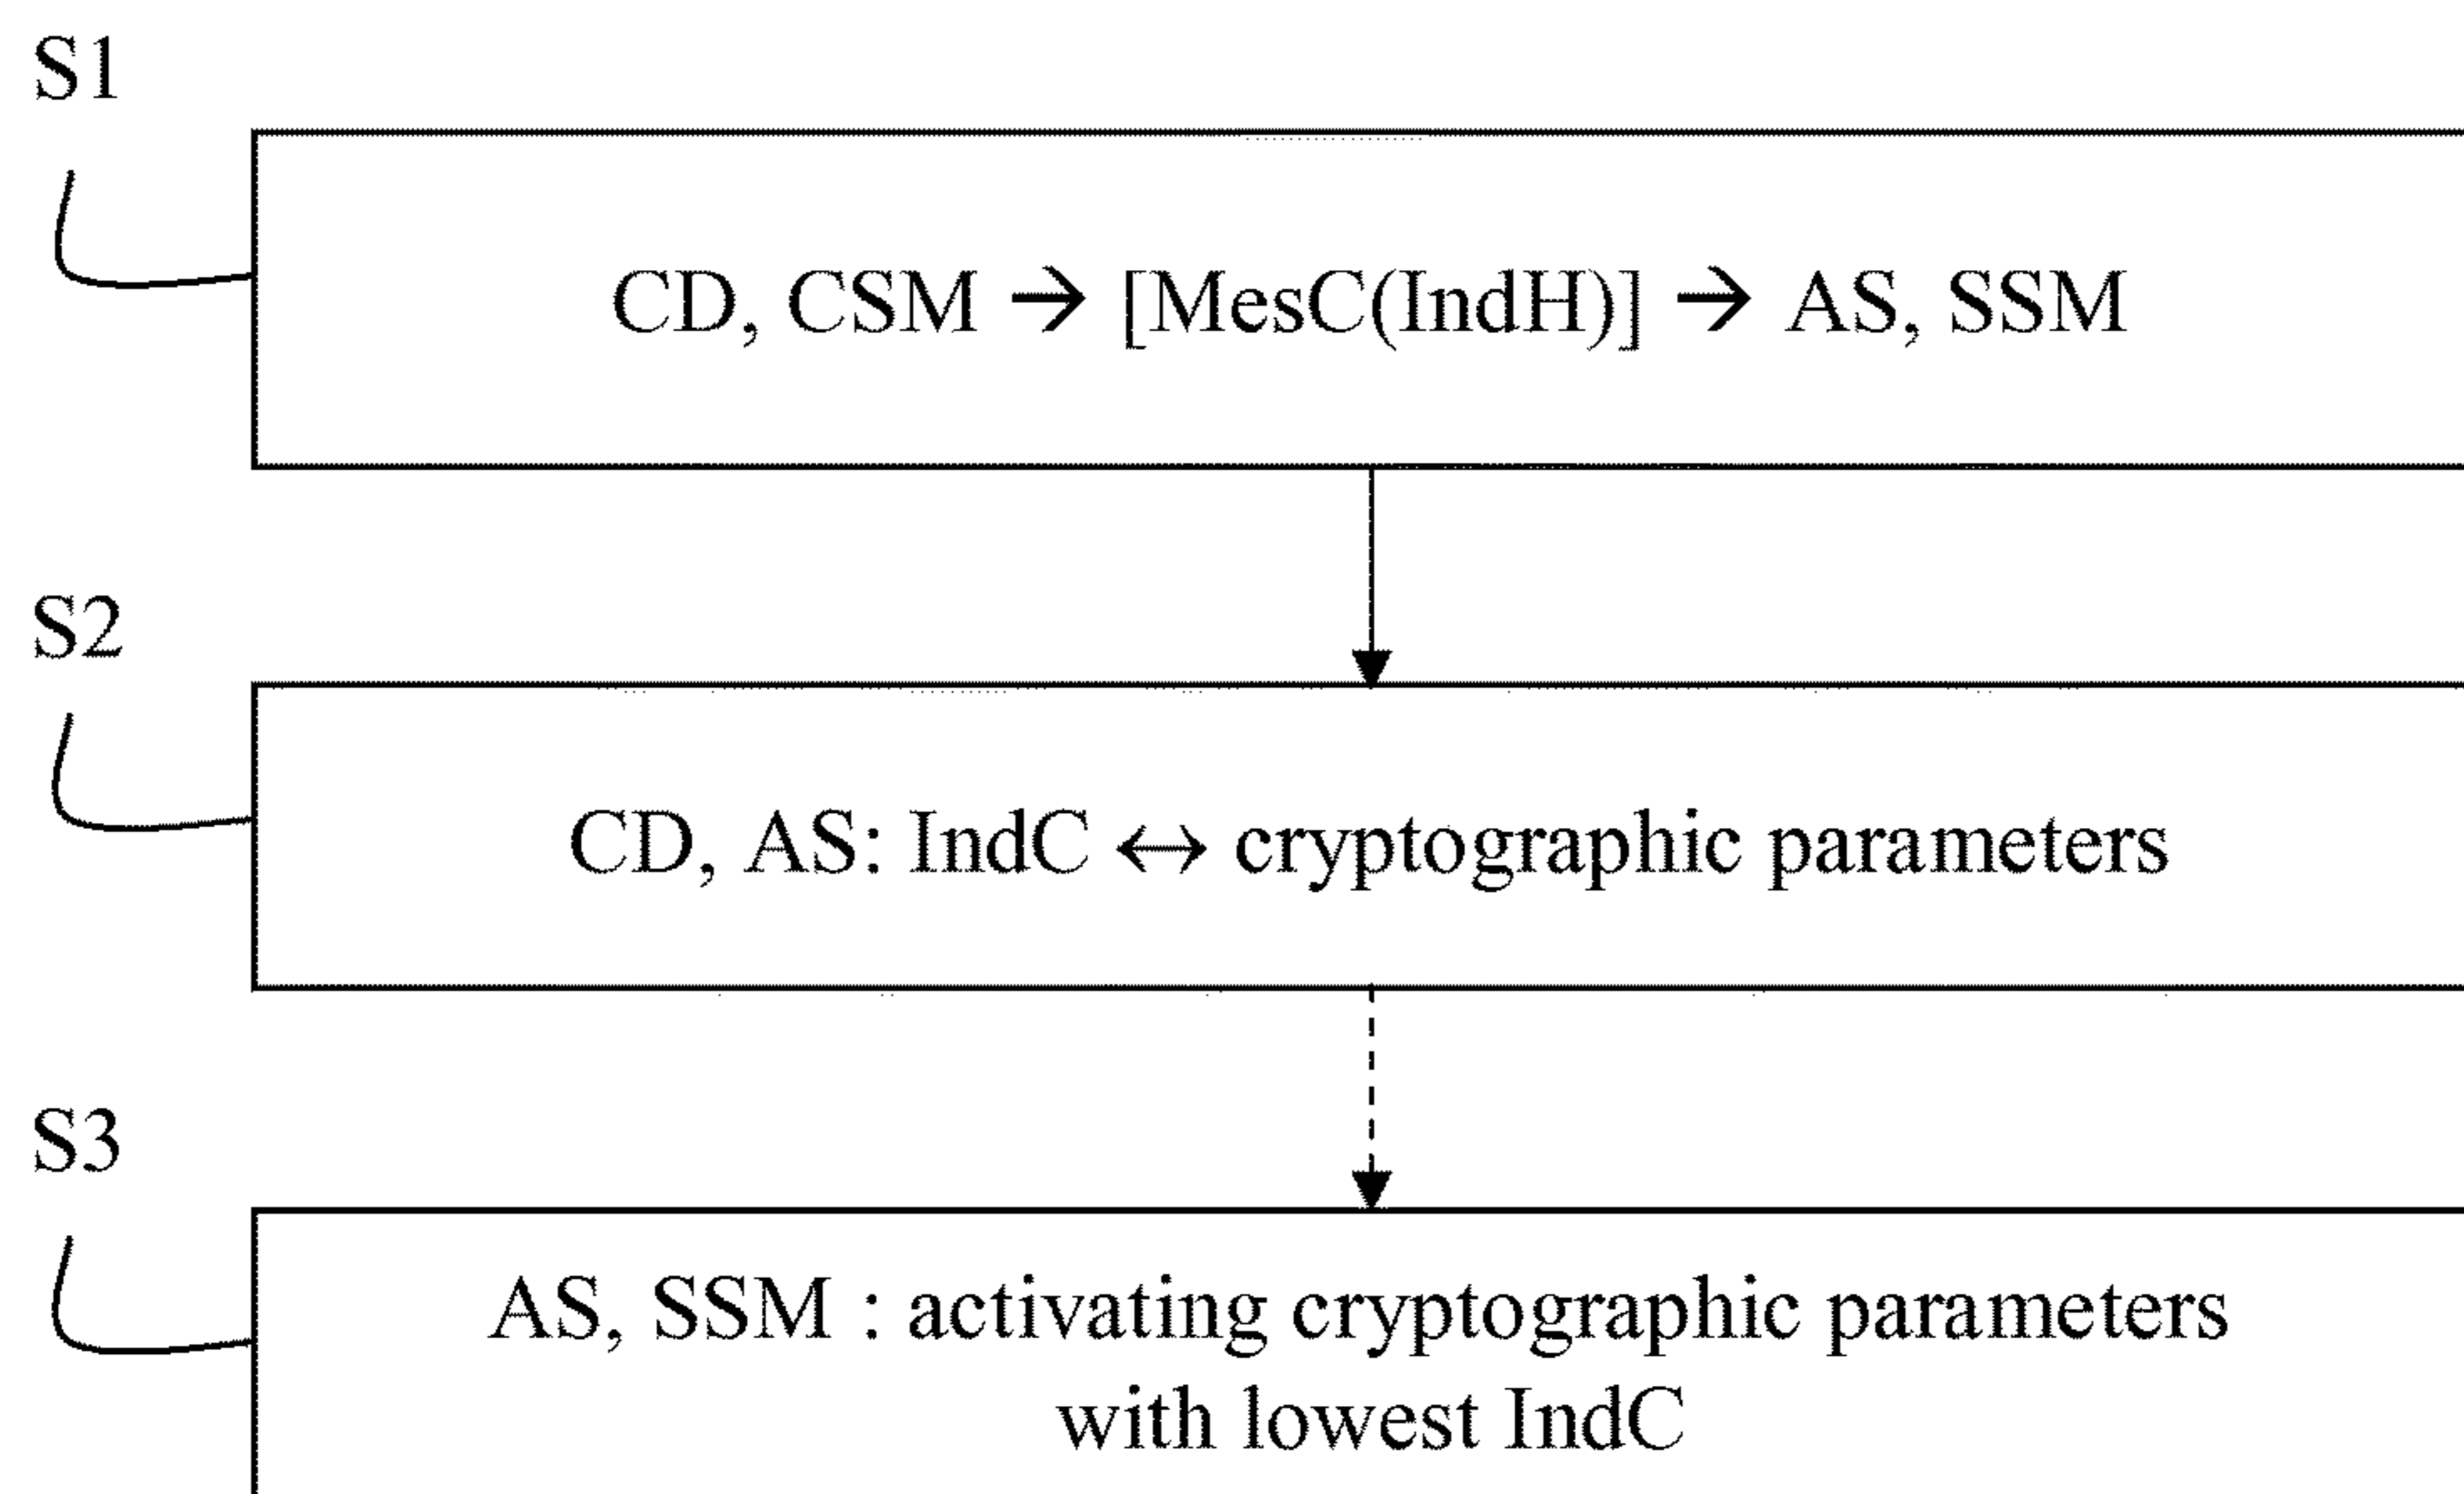 S1
CD, CSM → [MesC(IndH)] → AS, SSM
S2
CD, AS: IndC ↔ cryptographic parameters
S3
AS, SSM : activating cryptographic parameters
with lowest IndC